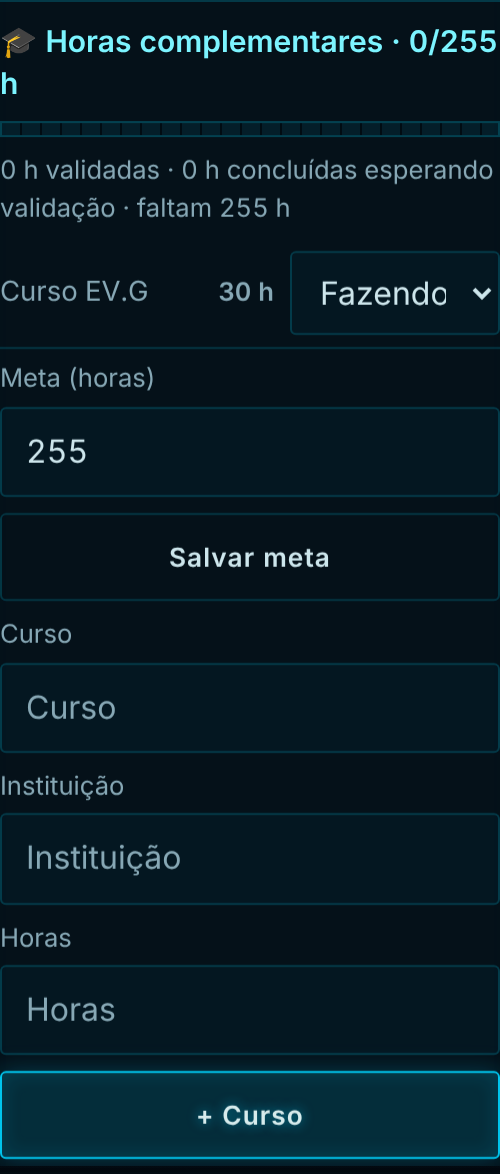 🎓 Horas complementares · 0/255
h
0 h validadas · 0 h concluídas esperando
validação · faltam 255 h
Curso EV.G 30 h Fazendo
Meta (horas)
255
Salvar meta
Curso
Curso
Instituição
Instituição
Horas
Horas
+ Curso